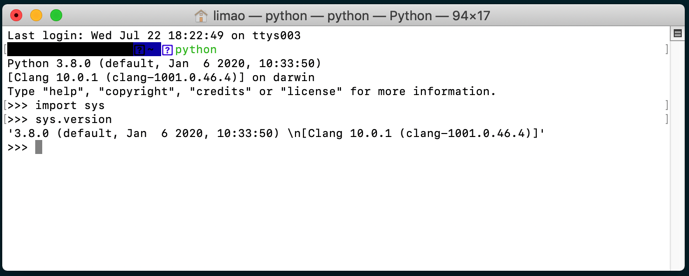 limao — python — python — Python — 94×17
Last login: Wed Jul 22 18:22:49 on ttys003
python
Python 3.8.0 (default, Jan  6 2020, 10:33:50)
[Clang 10.0.1 (clang-1001.0.46.4)] on darwin
Type "help", "copyright", "credits" or "license" for more information.
>>> import sys
>>> sys.version
'3.8.0 (default, Jan  6 2020, 10:33:50) \n[Clang 10.0.1 (clang-1001.0.46.4)]'
>>>